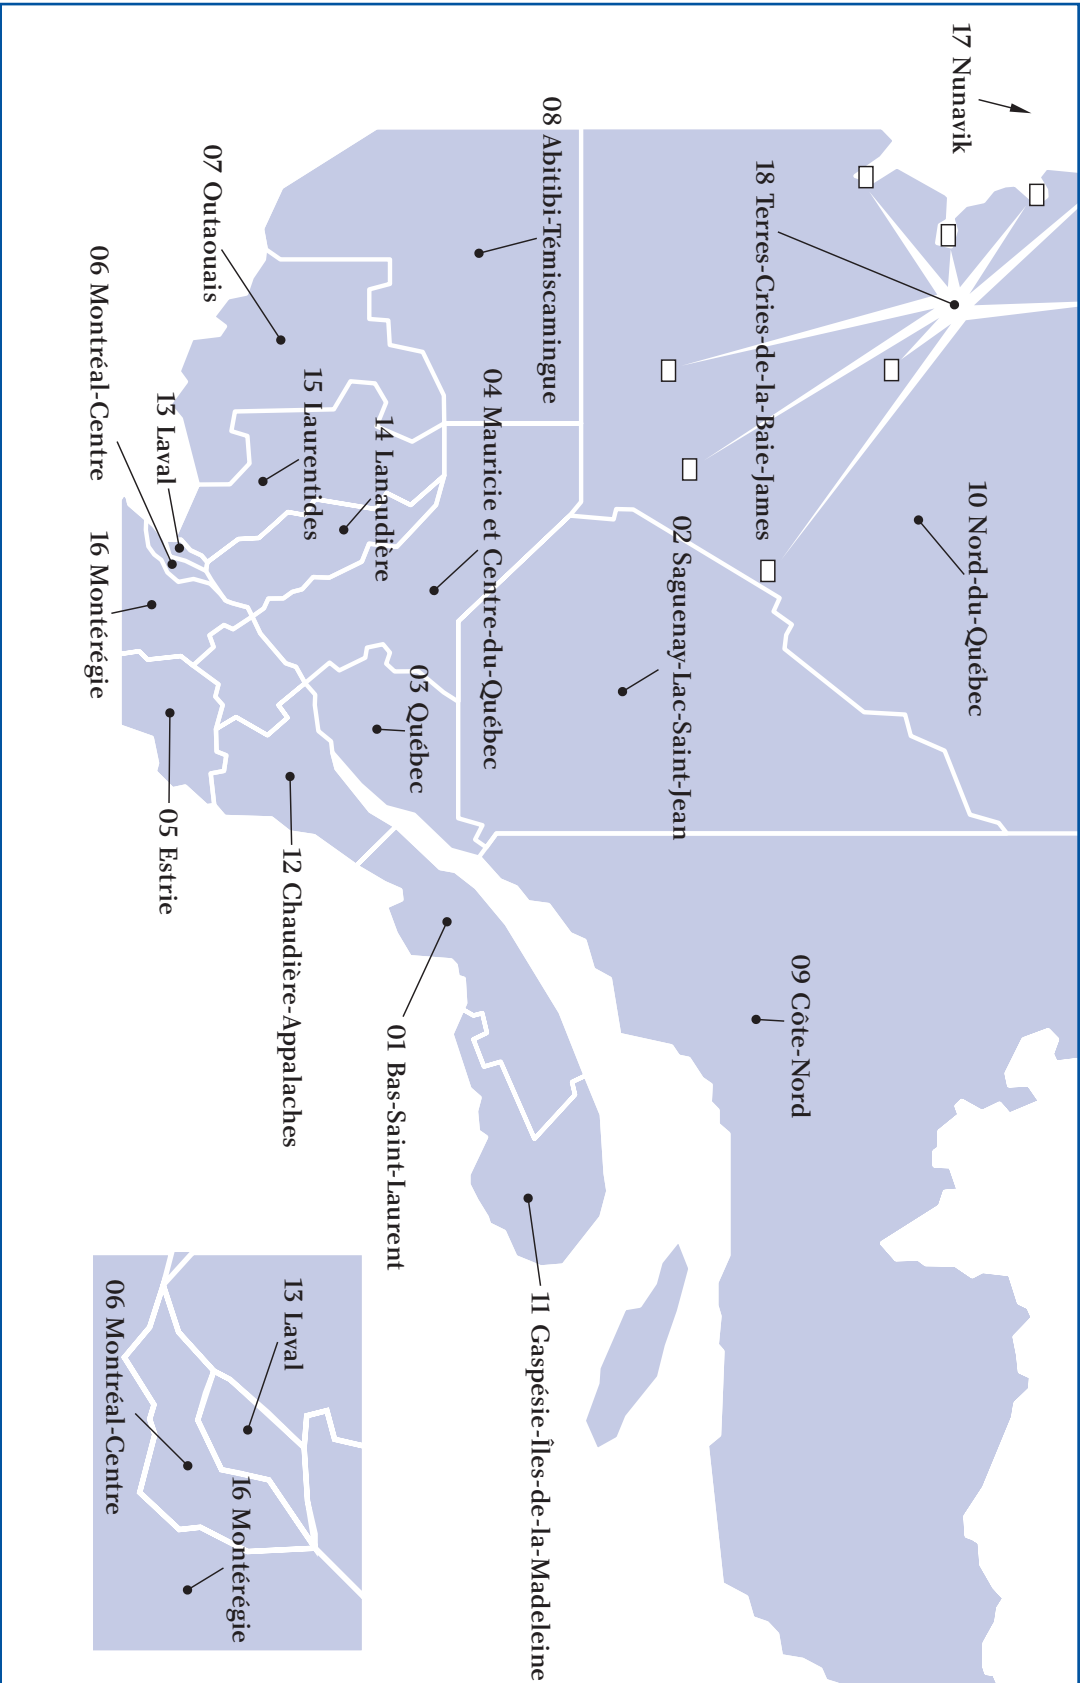 17 Nunavik
10 Nord-du-Québec
09 Côte-Nord
18 Terres-Cries-de-la-Baie-James
02 Saguenay-Lac-Saint-Jean
08 Abitibi-Témiscamingue
11 Gaspésie-Îles-de-la-Madeleine
04 Mauricie et Centre-du-Québec
03 Québec
01 Bas-Saint-Laurent
14 Lanaudière
15 Laurentides
12 Chaudière-Appalaches
07 Outaouais
13 Laval
05 Estrie
06 Montréal-Centre
16 Montérégie
13 Laval
16 Montérégie
06 Montréal-Centre